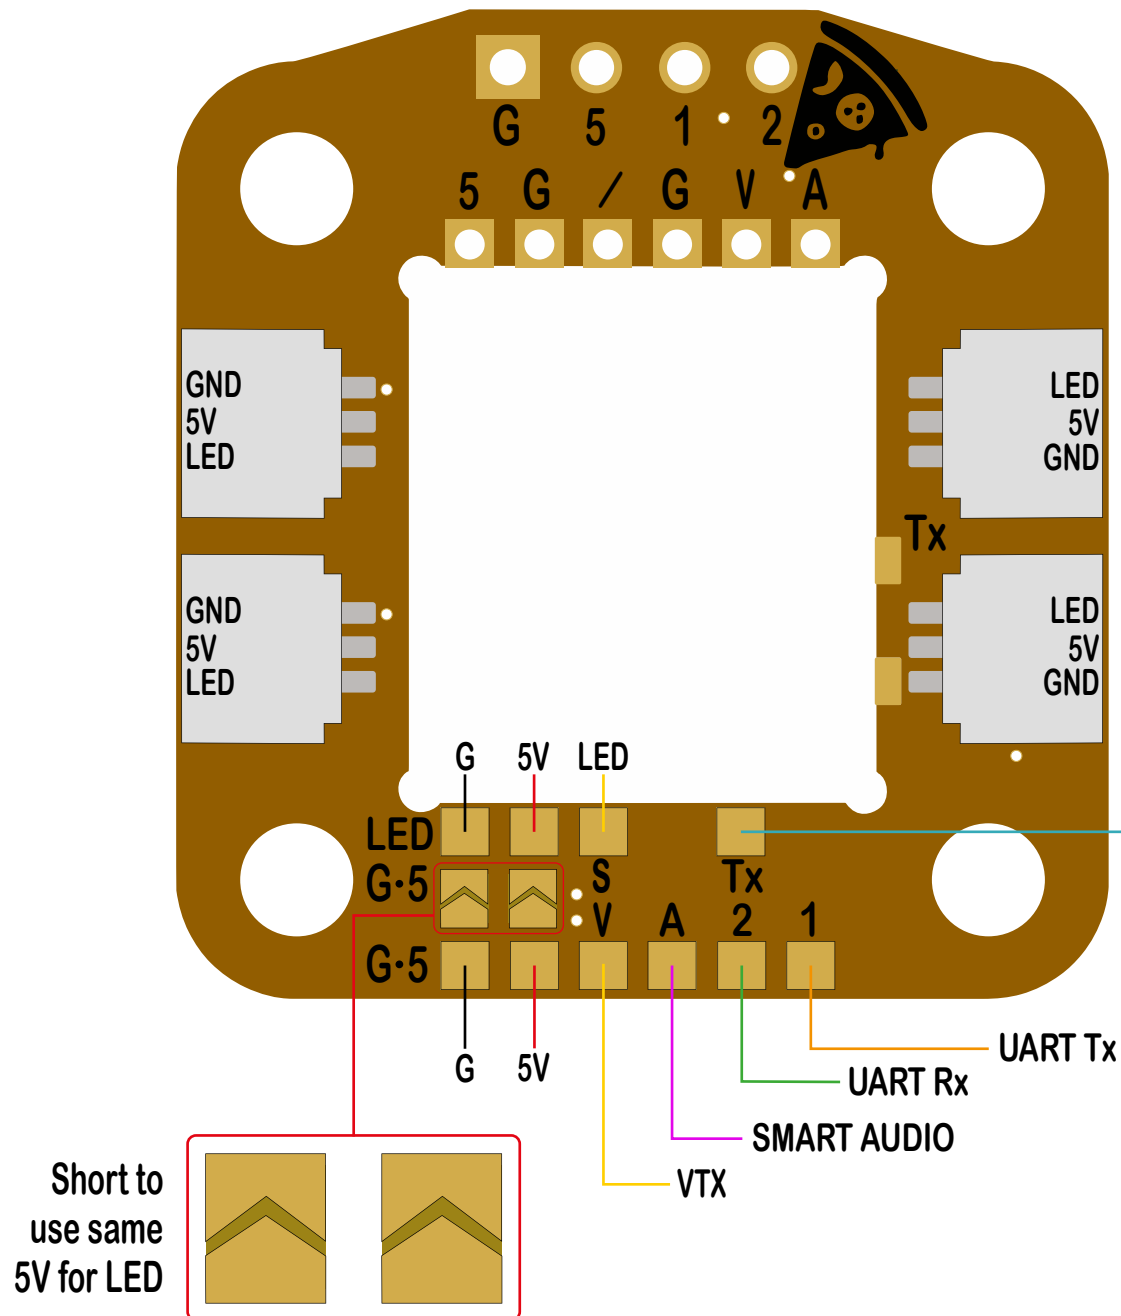 G 5 1 2
5 G / G V A
GND
5V
LED
LED
5V
GND
Tx
GND
5V
LED
LED
5V
GND
G 5V LED
LED
S Tx
G·5
V A 2 1
G·5
G 5V
UART Tx
UART Rx
SMART AUDIO
VTX
Short to
use same
5V for LED